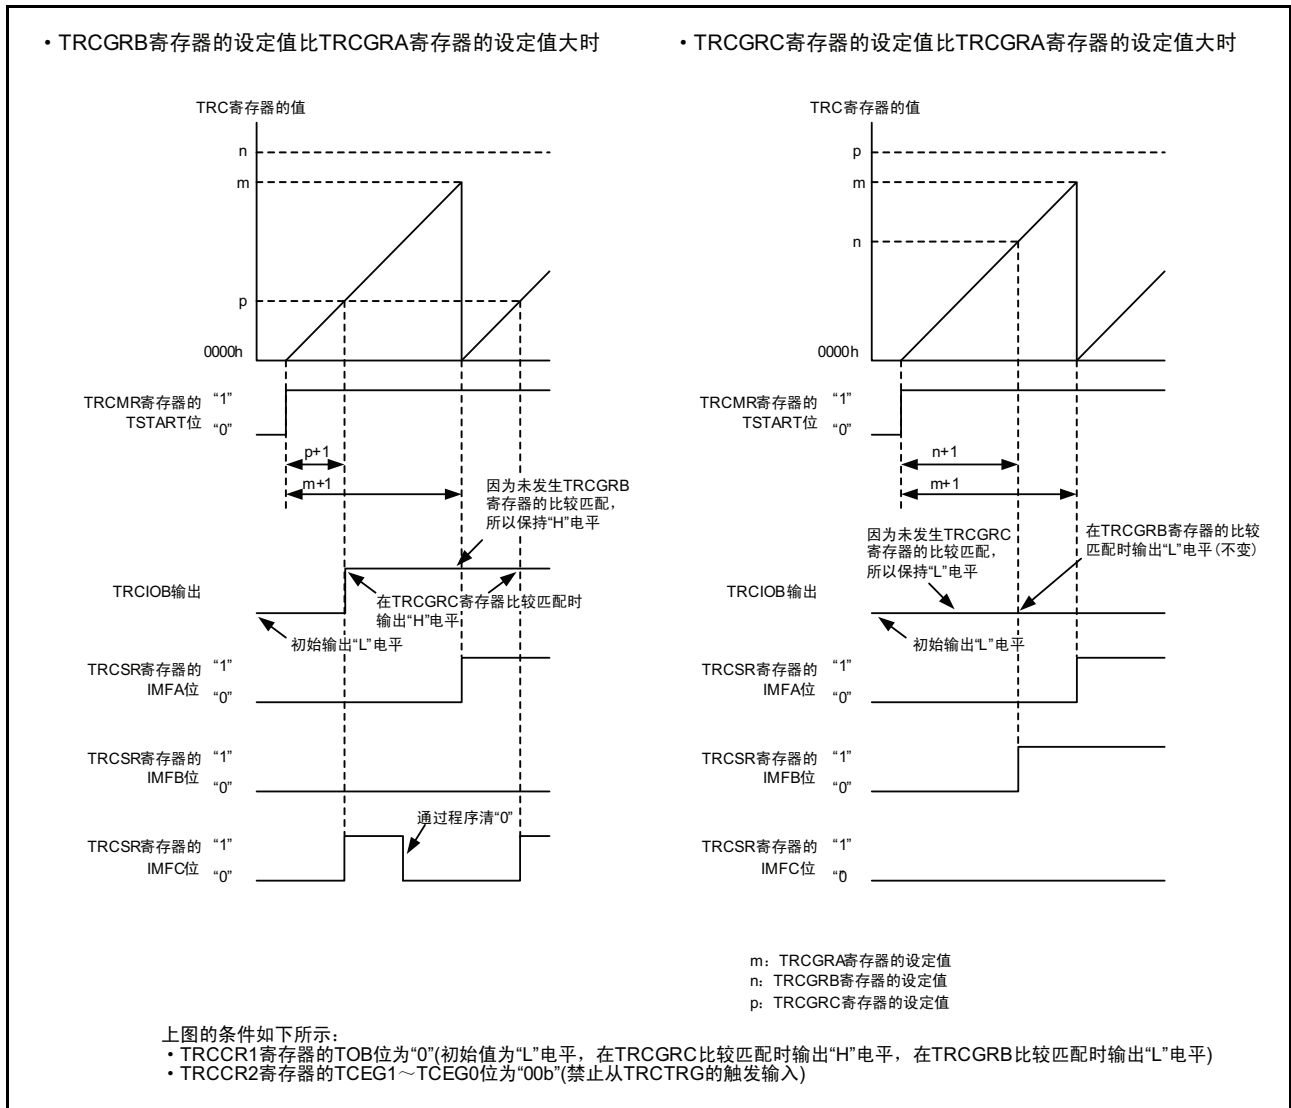 ·TRCGRB寄存器的设定值比TRCGRA寄存器的设定值大时
TRC寄存器的值
n
m
p
0000h
TRCMR寄存器的
TSTART位
“1”
“0”
p+1
m+1
因为未发生TRCGRB
寄存器的比较匹配，
所以保持“H”电平
TRCIOB输出
在TRCGRC寄存器比较匹配时
输出“H”电平
初始输出“L”电平
TRCSR寄存器的
IMFA位
“1”
“0”
TRCSR寄存器的
IMFB位
“1”
“0”
通过程序清“0”
TRCSR寄存器的
IMFC位
“1”
“0”
·TRCGRC寄存器的设定值比TRCGRA寄存器的设定值大时
TRC寄存器的值
p
m
n
0000h
TRCMR寄存器的
TSTART位
“1”
“0”
n+1
m+1
因为未发生TRCGRC
寄存器的比较匹配，
所以保持“L”电平
在TRCGRB寄存器的比较
匹配时输出“L”电平(不变)
TRCIOB输出
初始输出“L”电平
TRCSR寄存器的
IMFA位
“1”
“0”
TRCSR寄存器的
IMFB位
“1”
“0”
TRCSR寄存器的
IMFC位
“1”
“0
m：TRCGRA寄存器的设定值
n：TRCGRB寄存器的设定值
p：TRCGRC寄存器的设定值
上图的条件如下所示：
·TRCCR1寄存器的TOB位为“0”(初始值为“L”电平，在TRCGRC比较匹配时输出“H”电平，在TRCGRB比较匹配时输出“L”电平)
·TRCCR2寄存器的TCEG1～TCEG0位为“00b”(禁止从TRCTRG的触发输入)